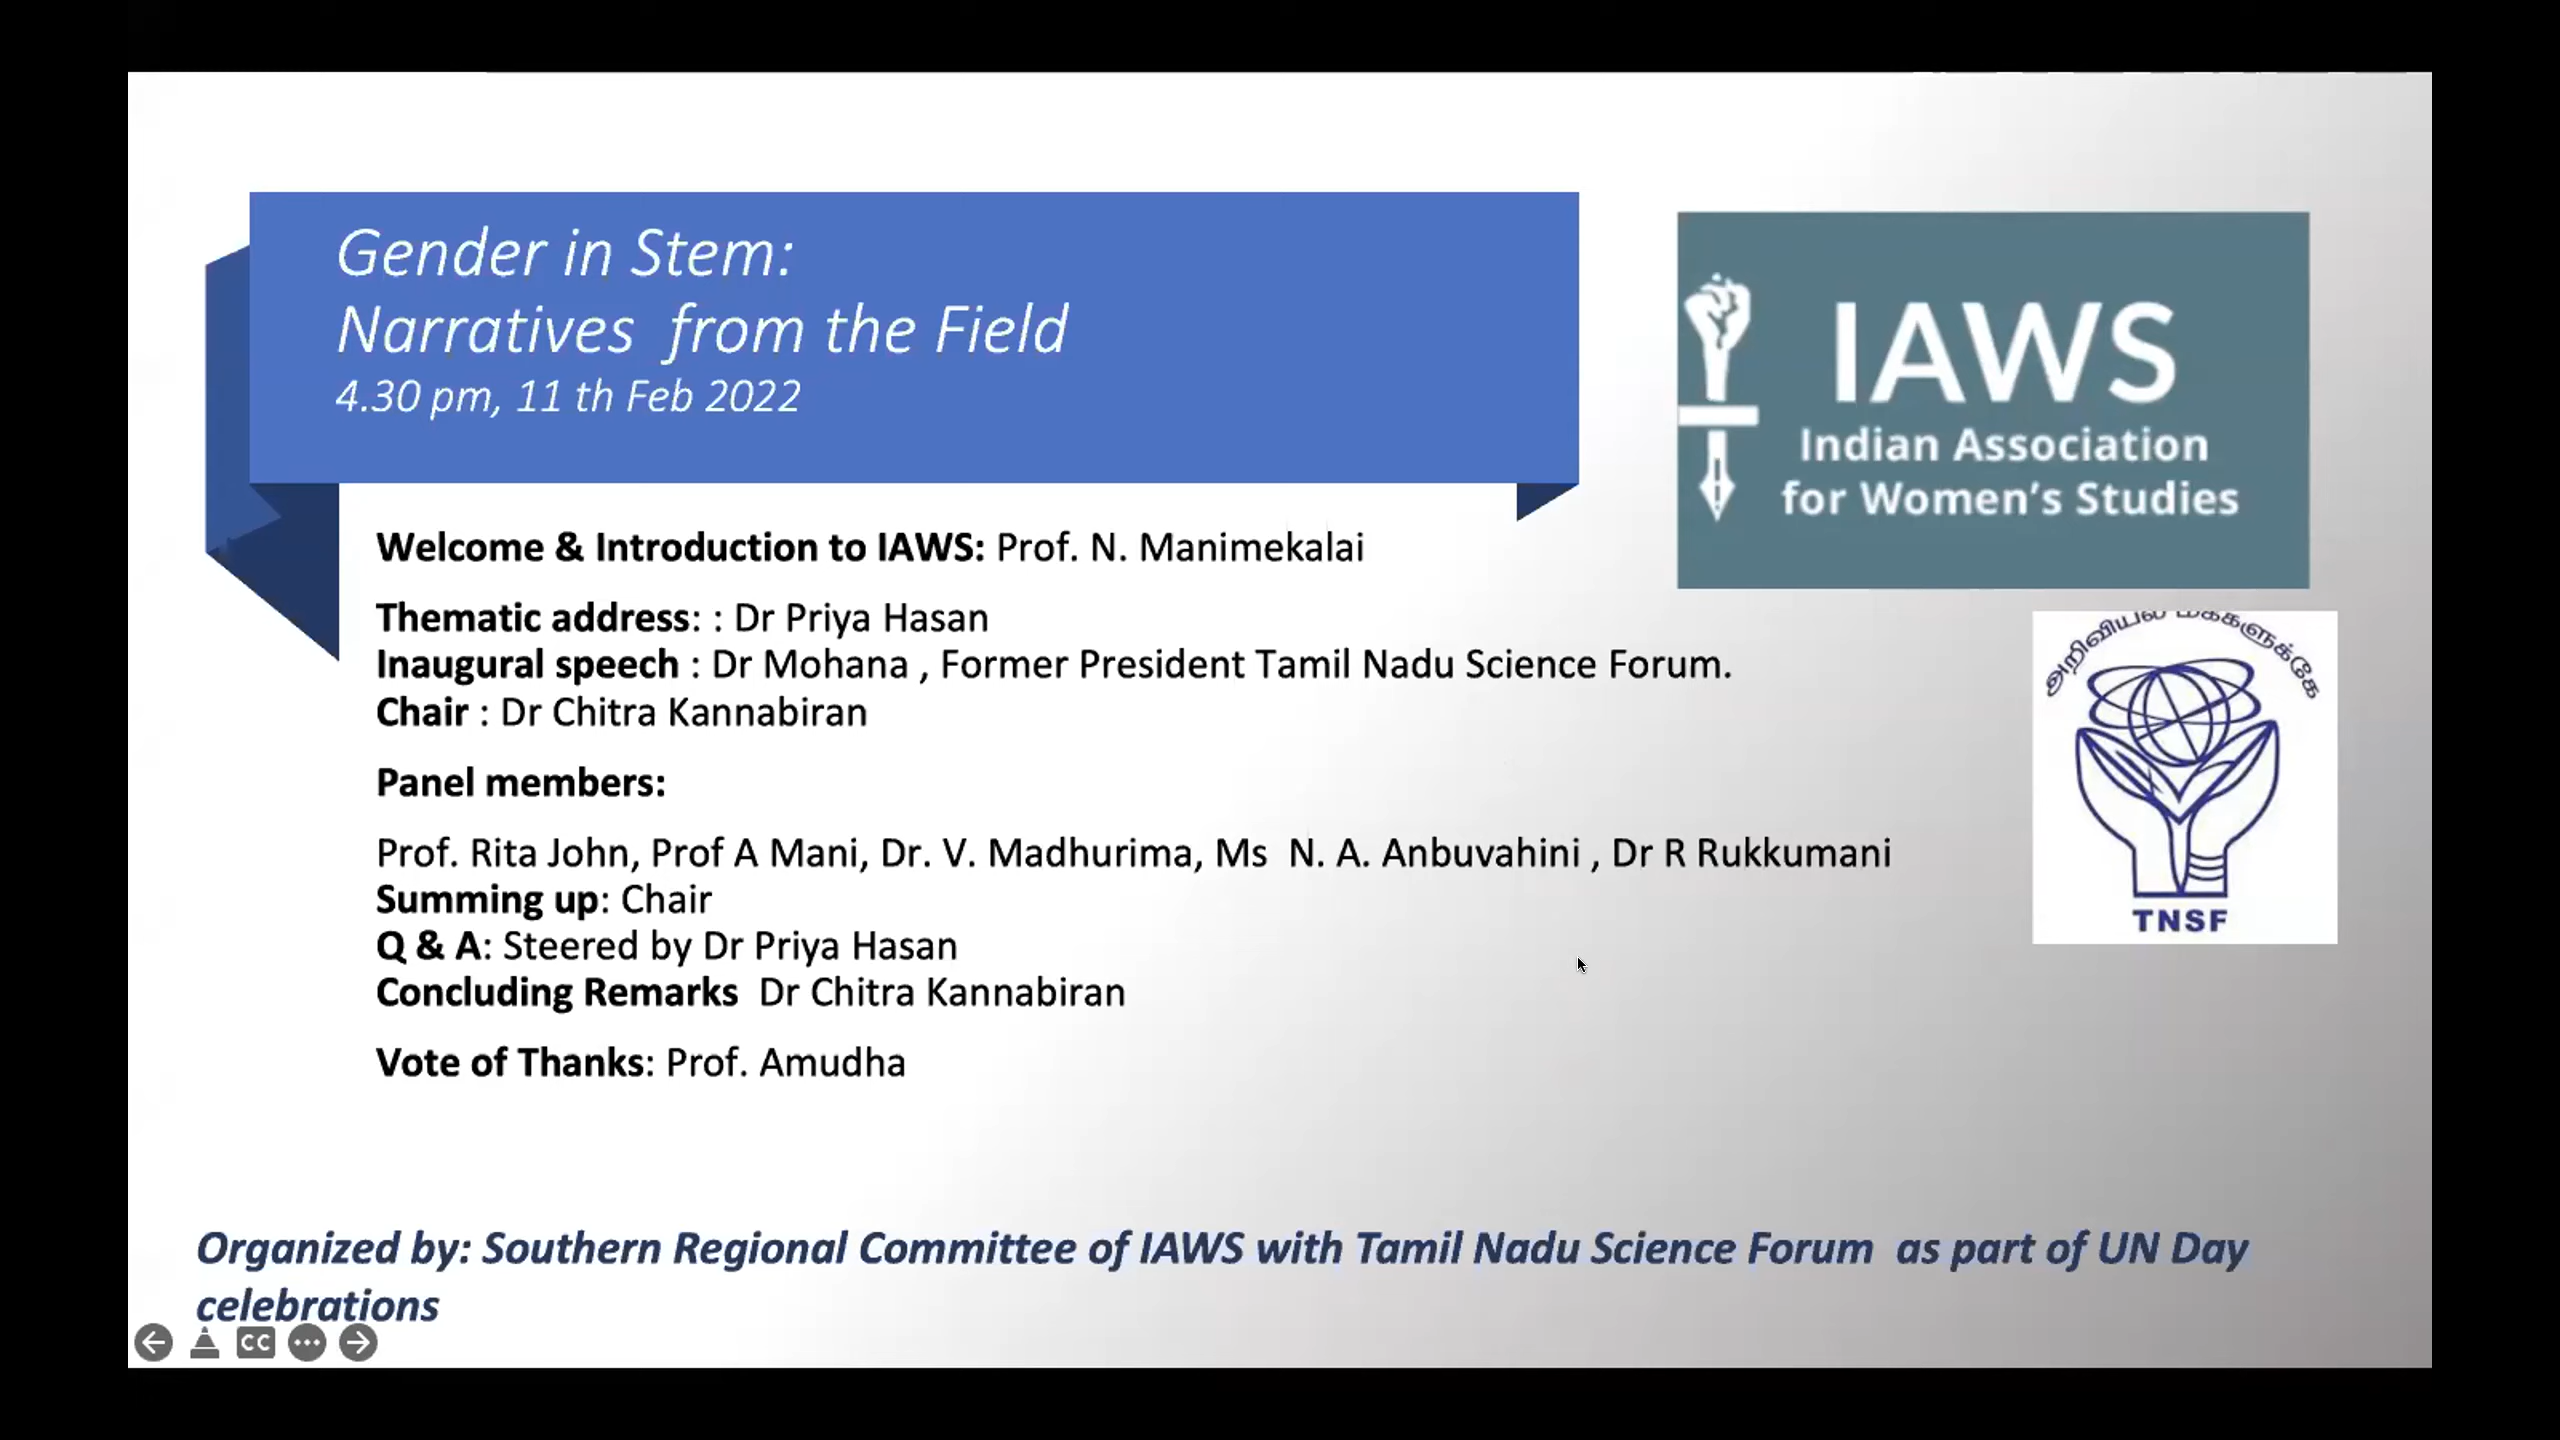 Gender in Stem:
Narratives from the Field
4.30 pm, 11 th Feb 2022
IAWS
Indian Association
for Women's Studies
Welcome & Introduction to IAWS: Prof. N. Manimekalai
Thematic address: : Dr Priya Hasan
Inaugural speech : Dr Mohana , Former President Tamil Nadu Science Forum.
Chair : Dr Chitra Kannabiran
Panel members:
Prof. Rita John, Prof A Mani, Dr. V. Madhurima, Ms N. A. Anbuvahini , Dr R Rukkumani
Summing up: Chair
Q & A: Steered by Dr Priya Hasan
Concluding Remarks Dr Chitra Kannabiran
Vote of Thanks: Prof. Amudha
அறிவியல் மக்களுக்கே
TNSF
Organized by: Southern Regional Committee of IAWS with Tamil Nadu Science Forum as part of UN Day
celebrations
CC